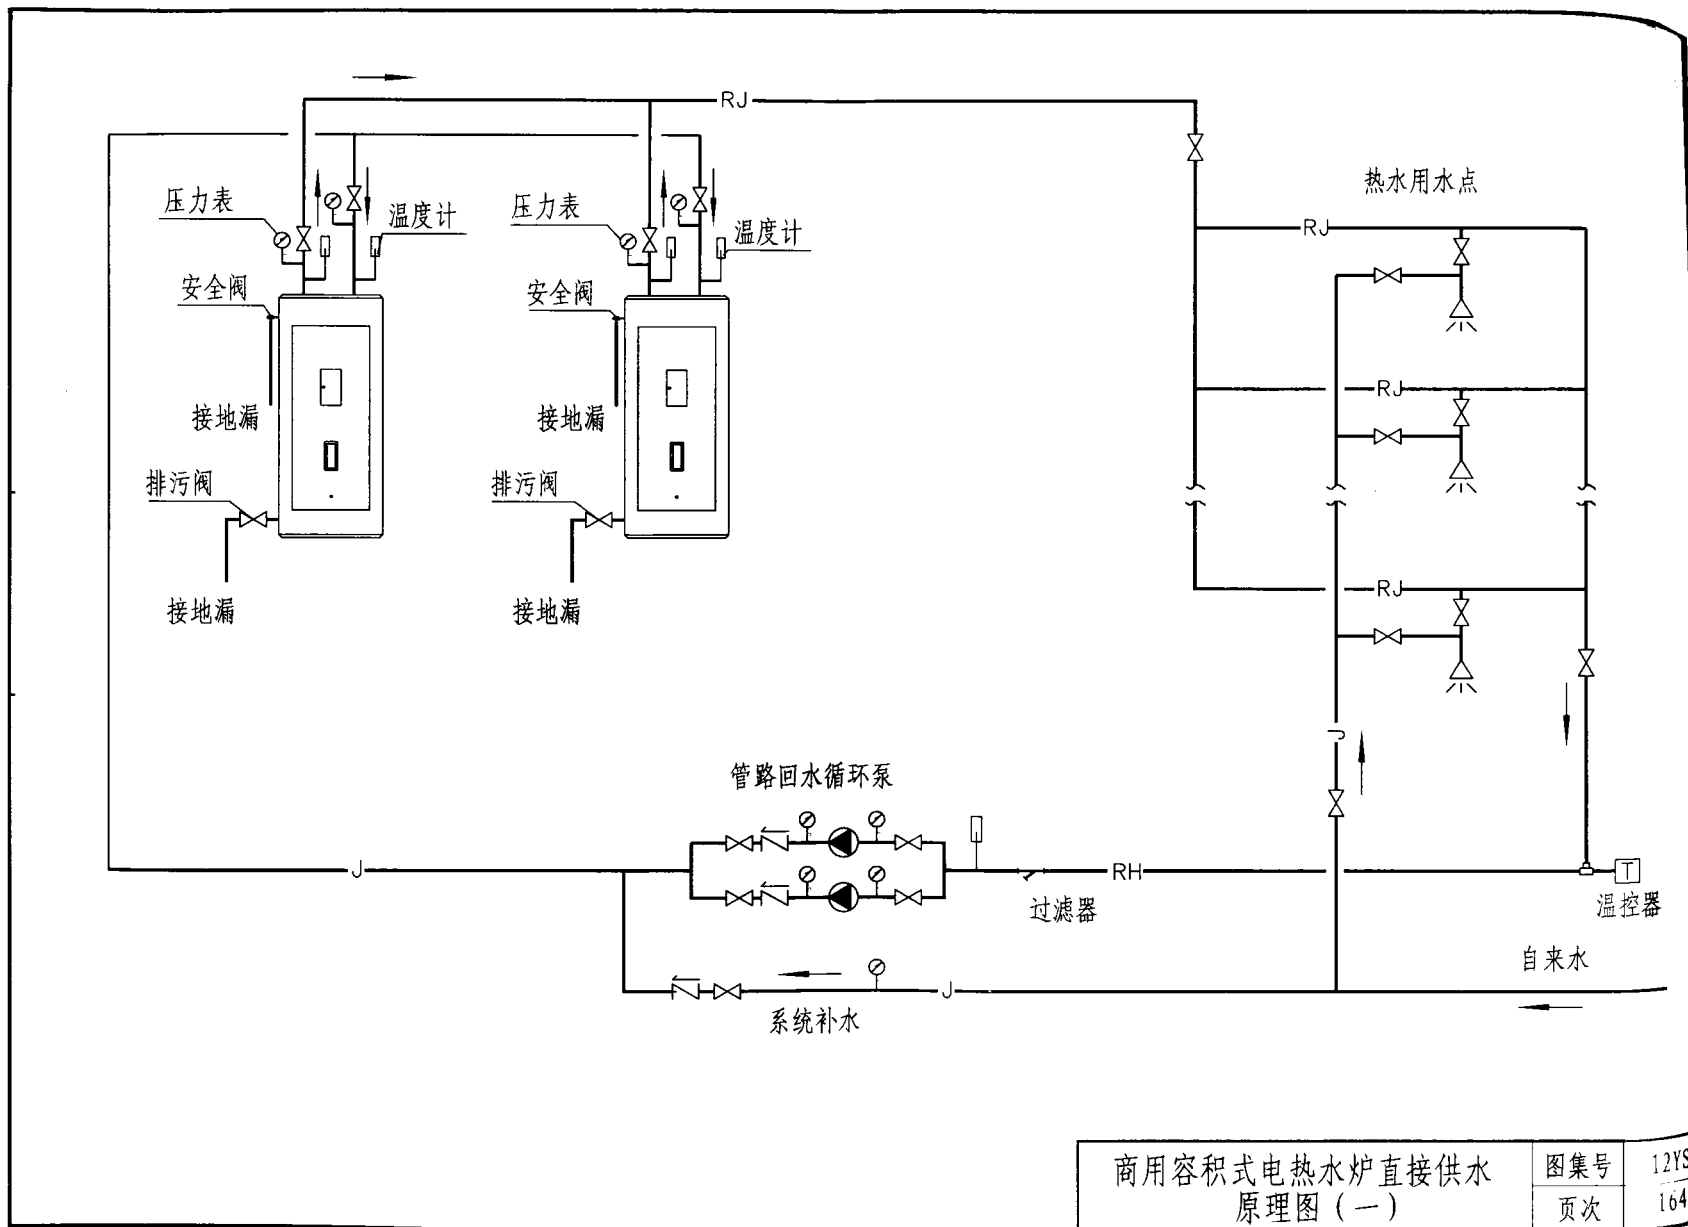 RJ
热水用水点
压力表
温度计
压力表
温度计
RJ
安全阀
安全阀
RJ
接地漏
接地漏
排污阀
排污阀
RJ
接地漏
接地漏
J
管路回水循环泵
J
RH
T
过滤器
温控器
自来水
J
系统补水
商用容积式电热水炉直接供水
原理图（一）
图集号
12YS
页次
164